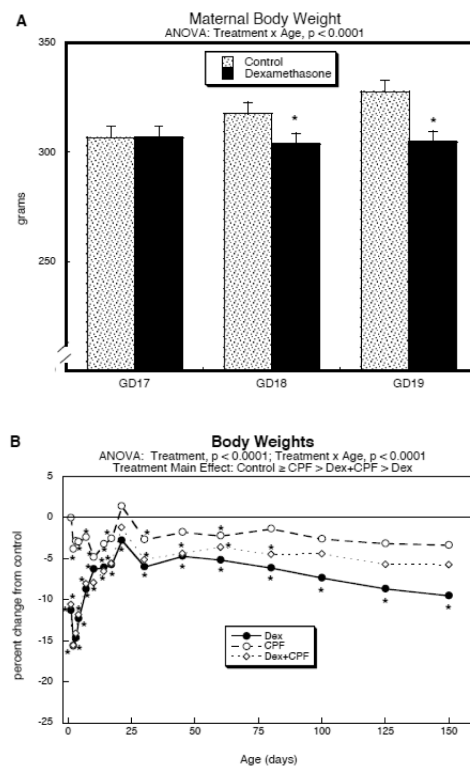 A
Maternal Body Weight
ANOVA: Treatment x Age, p < 0.0001
350
Control
Dexamethasone
*
*
300
grams
250
GD17
GD18
GD19
B
Body Weights
ANOVA: Treatment, p < 0.0001; Treatment x Age, p < 0.0001
Treatment Main Effect: Control ≥ CPF > Dex+CPF > Dex
5
0
-5
-10
-15
-20
-25
percent change from control
Dex
CPF
Dex+CPF
0
25
50
75
100
125
150
Age (days)